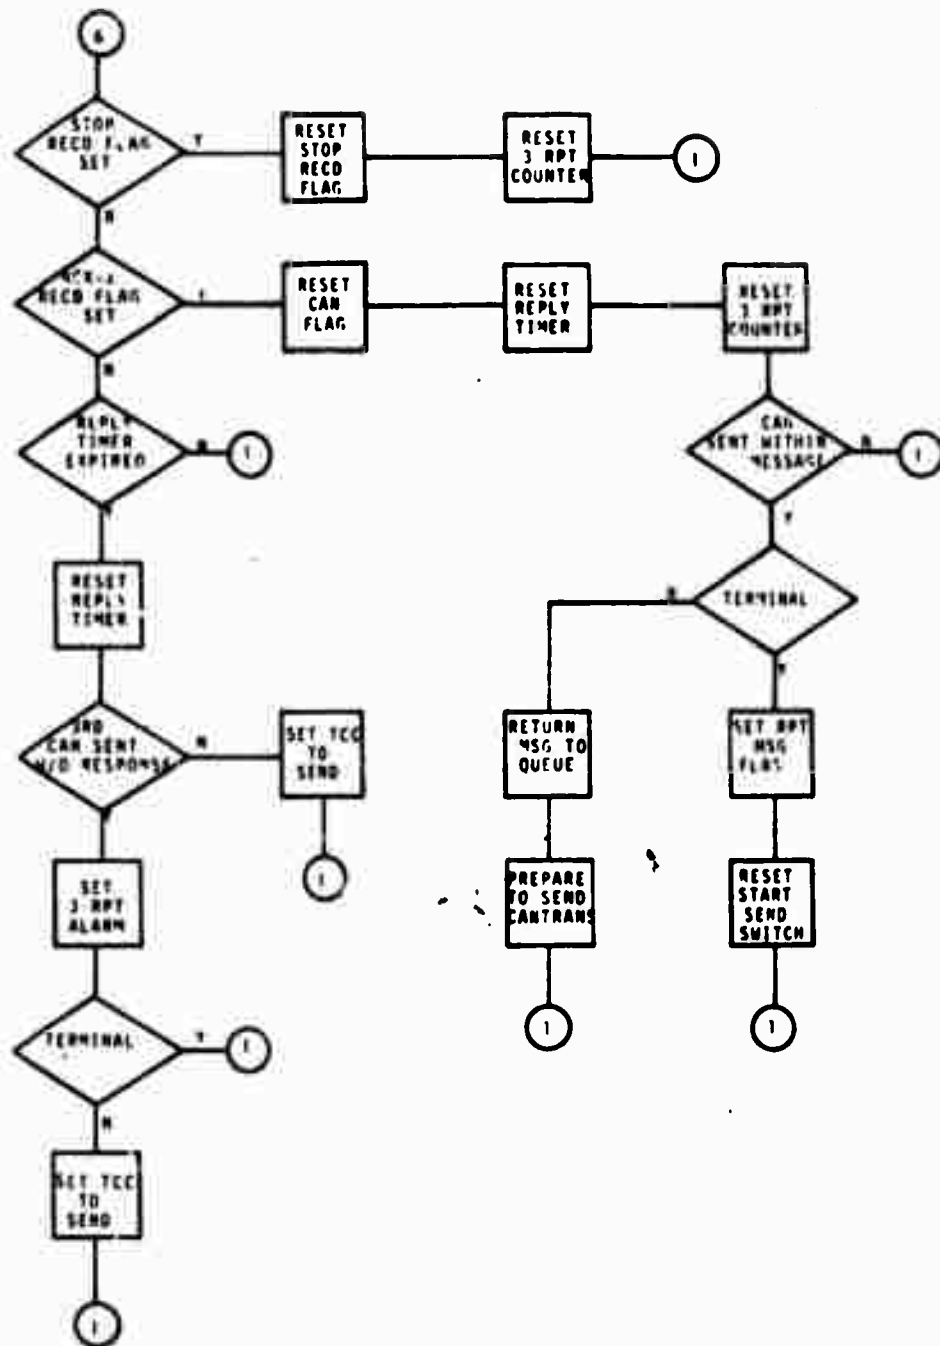 6
STOP
RECD FLAG
SET
Y
RESET
STOP
RECD
FLAG
RESET
3 RPT
COUNTER
1
N
RECD FLAG
SET
RESET
CAN
FLAG
RESET
REPLY
TIMER
RESET
3 RPT
COUNTER
N
REPLY
TIMER
EXPIRED
N
1
CAN
SENT WITHIN
MESSAGE
N
1
Y
Y
RESET
REPLY
TIMER
TERMINAL
N
Y
3RD
CAN SENT
W/O RESPONSE
N
SET TCC
TO
SEND
1
RETURN
MSG TO
QUEUE
SET RPT
MSG
FLAG
Y
SET
3 RPT
ALARM
PREPARE
TO SEND
CANTRANS
1
RESET
START
SEND
SWITCH
1
TERMINAL
Y
1
N
SET TCC
TO
SEND
1